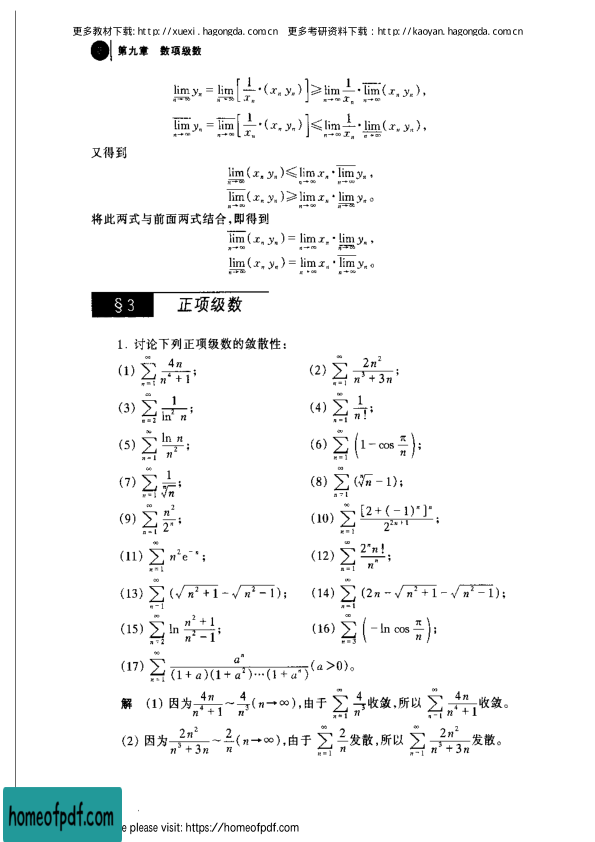 更多教材下载: http://xuexi.hagongda.com.cn 更多考研资料下载：http://kaoyan.hagongda.com.cn
第九章 数项级数
$\varliminf_{n\to\infty} y_n = \varliminf_{n\to\infty}\left[\frac{1}{x_n}\cdot(x_n y_n)\right] \geqslant \lim_{n\to\infty}\frac{1}{x_n}\cdot\varlimsup_{n\to\infty}(x_n y_n),$
$\varlimsup_{n\to\infty} y_n = \varlimsup_{n\to\infty}\left[\frac{1}{x_n}\cdot(x_n y_n)\right] \leqslant \lim_{n\to\infty}\frac{1}{x_n}\cdot\varliminf_{n\to\infty}(x_n y_n),$
又得到
$\varliminf_{n\to\infty}(x_n y_n) \leqslant \lim_{n\to\infty} x_n\cdot\varlimsup_{n\to\infty} y_n,$
$\varlimsup_{n\to\infty}(x_n y_n) \geqslant \lim_{n\to\infty} x_n\cdot\varliminf_{n\to\infty} y_n。$
将此两式与前面两式结合,即得到
$\varlimsup_{n\to\infty}(x_n y_n) = \lim_{n\to\infty} x_n\cdot\varliminf_{n\to\infty} y_n,$
$\varliminf_{n\to\infty}(x_n y_n) = \lim_{n\to\infty} x_n\cdot\varlimsup_{n\to\infty} y_n。$
§3 正项级数
1. 讨论下列正项级数的敛散性:
(1) $\sum_{n=1}^{\infty}\frac{4n}{n^4+1}$; (2) $\sum_{n=1}^{\infty}\frac{2n^2}{n^3+3n}$;
(3) $\sum_{n=2}^{\infty}\frac{1}{\ln^2 n}$; (4) $\sum_{n=1}^{\infty}\frac{1}{n!}$;
(5) $\sum_{n=1}^{\infty}\frac{\ln n}{n^2}$; (6) $\sum_{n=1}^{\infty}\left(1-\cos\frac{\pi}{n}\right)$;
(7) $\sum_{n=1}^{\infty}\frac{1}{\sqrt[n]{n}}$; (8) $\sum_{n=1}^{\infty}(\sqrt[n]{n}-1)$;
(9) $\sum_{n=1}^{\infty}\frac{n^2}{2^n}$; (10) $\sum_{n=1}^{\infty}\frac{[2+(-1)^n]^n}{2^{2n+1}}$;
(11) $\sum_{n=1}^{\infty}n^2e^{-n}$; (12) $\sum_{n=1}^{\infty}\frac{2^n n!}{n^n}$;
(13) $\sum_{n=1}^{\infty}(\sqrt{n^2+1}-\sqrt{n^2-1})$; (14) $\sum_{n=1}^{\infty}(2n-\sqrt{n^2+1}-\sqrt{n^2-1})$;
(15) $\sum_{n=2}^{\infty}\ln\frac{n^2+1}{n^2-1}$; (16) $\sum_{n=3}^{\infty}\left(-\ln\cos\frac{\pi}{n}\right)$;
(17) $\sum_{n=1}^{\infty}\frac{a^n}{(1+a)(1+a^2)\cdots(1+a^n)}(a>0)$。
解 (1) 因为$\frac{4n}{n^4+1}\sim\frac{4}{n^3}(n\to\infty)$,由于$\sum_{n=1}^{\infty}\frac{4}{n^3}$收敛,所以$\sum_{n=1}^{\infty}\frac{4n}{n^4+1}$收敛。
(2) 因为$\frac{2n^2}{n^3+3n}\sim\frac{2}{n}(n\to\infty)$,由于$\sum_{n=1}^{\infty}\frac{2}{n}$发散,所以$\sum_{n=1}^{\infty}\frac{2n^2}{n^3+3n}$发散。
homeofpdf.com
e please visit: https://homeofpdf.com